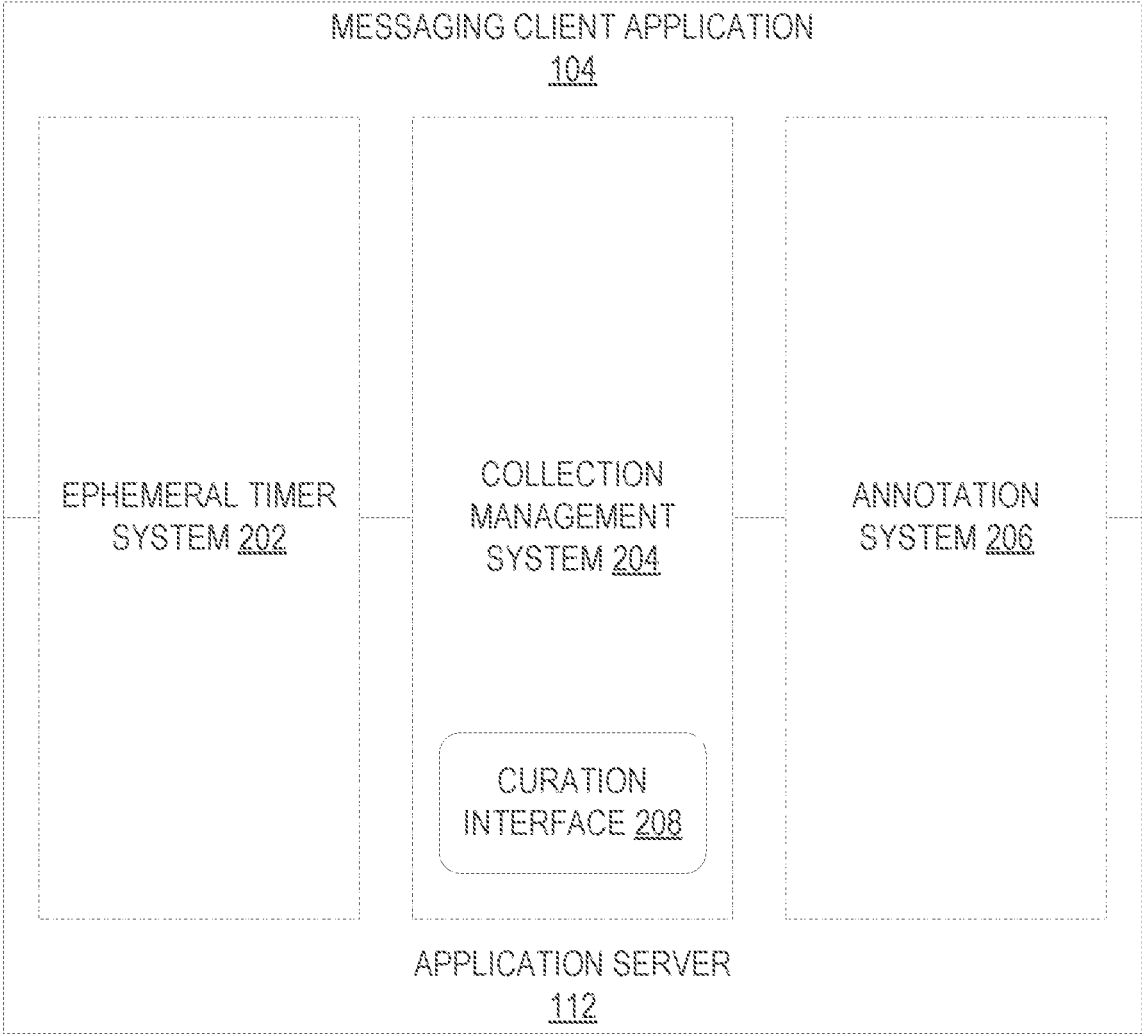 MESSAGING CLIENT APPLICATION
104
EPHEMERAL TIMER
SYSTEM 202
COLLECTION
MANAGEMENT
SYSTEM 204
ANNOTATION
SYSTEM 206
CURATION
INTERFACE 208
APPLICATION SERVER
112